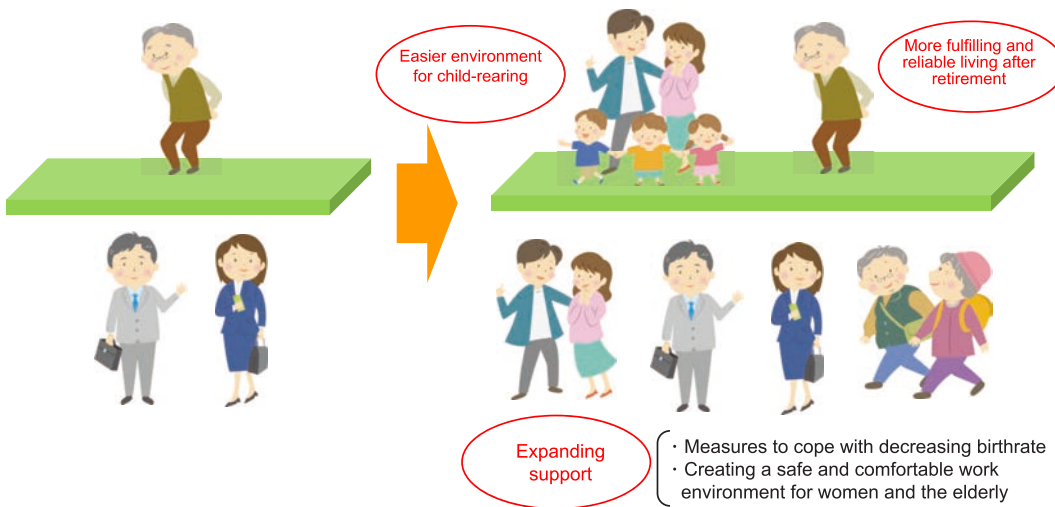 Easier environment
for child-rearing
More fulfilling and
reliable living after
retirement
Expanding
support
・Measures to cope with decreasing birthrate
・Creating a safe and comfortable work
environment for women and the elderly